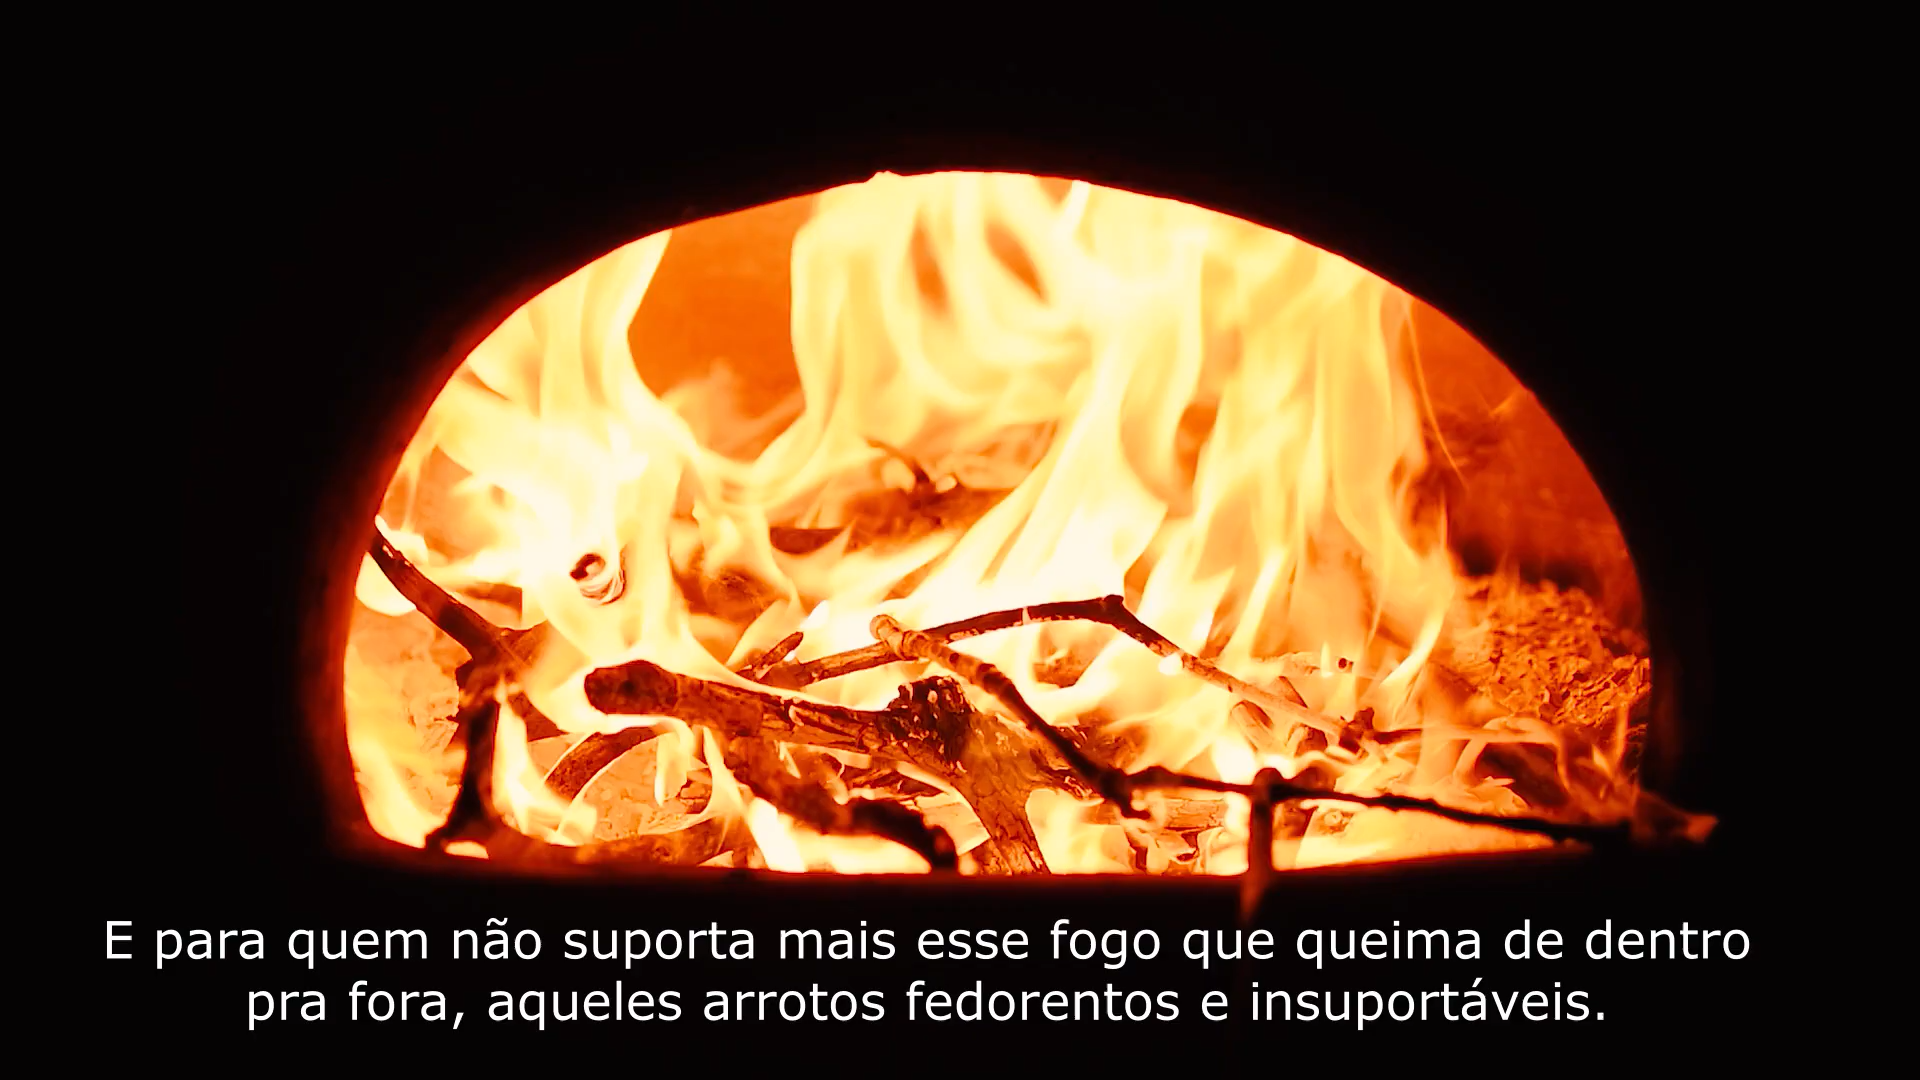 E para quem não suporta mais esse fogo que queima de dentro
pra fora, aqueles arrotos fedorentos e insuportáveis.